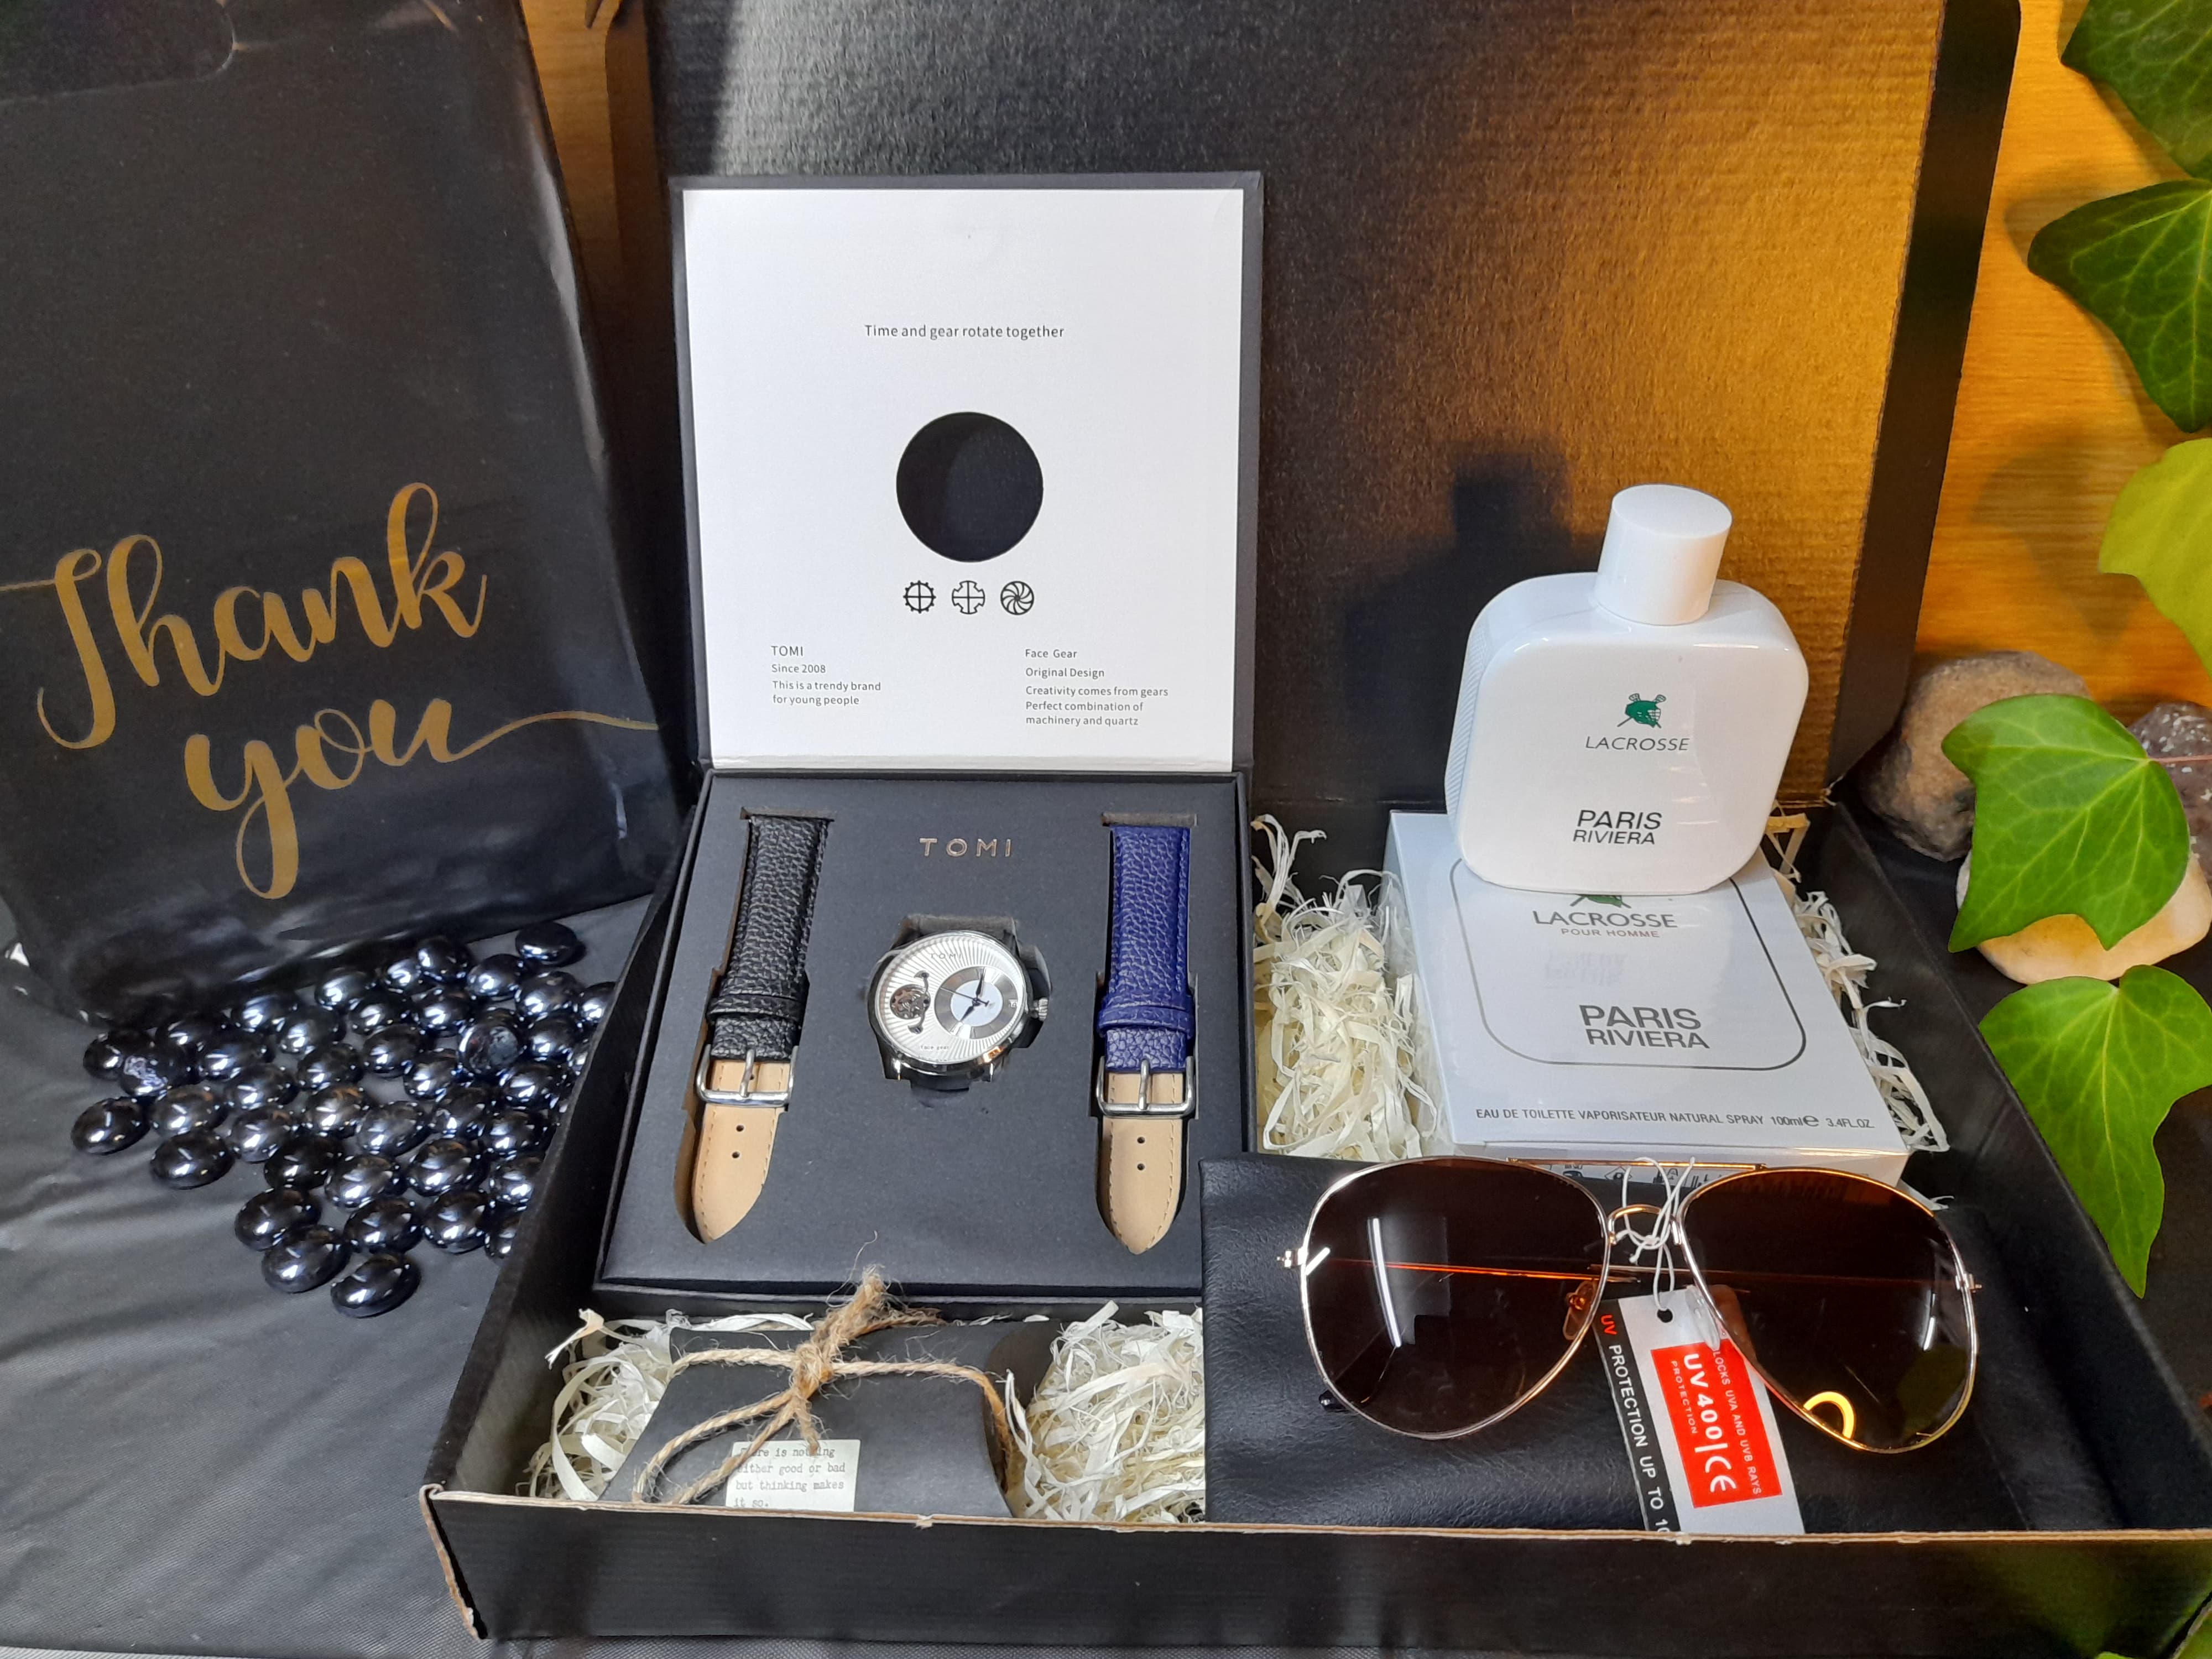 Thank
you
Time and gear rotate together
TOMI
Since 2008
This is a trendy brand
for young people
Face Gear
Original Design
Creativity comes from gears
Perfect combination of
machinery and quartz
TOMI
TOMI
face gear
LACROSSE
PARIS
RIVIERA
LACROSSE
POUR HOMME
PARIS
RIVIERA
EAU DE TOILETTE VAPORISATEUR NATURAL SPRAY 100ml e 3.4FL.OZ.
is
either good or bad
but thinking makes
it so.
UV PROTECTION UP TO
UV400 CE
PROTECTION
UVA AND UVB RAYS